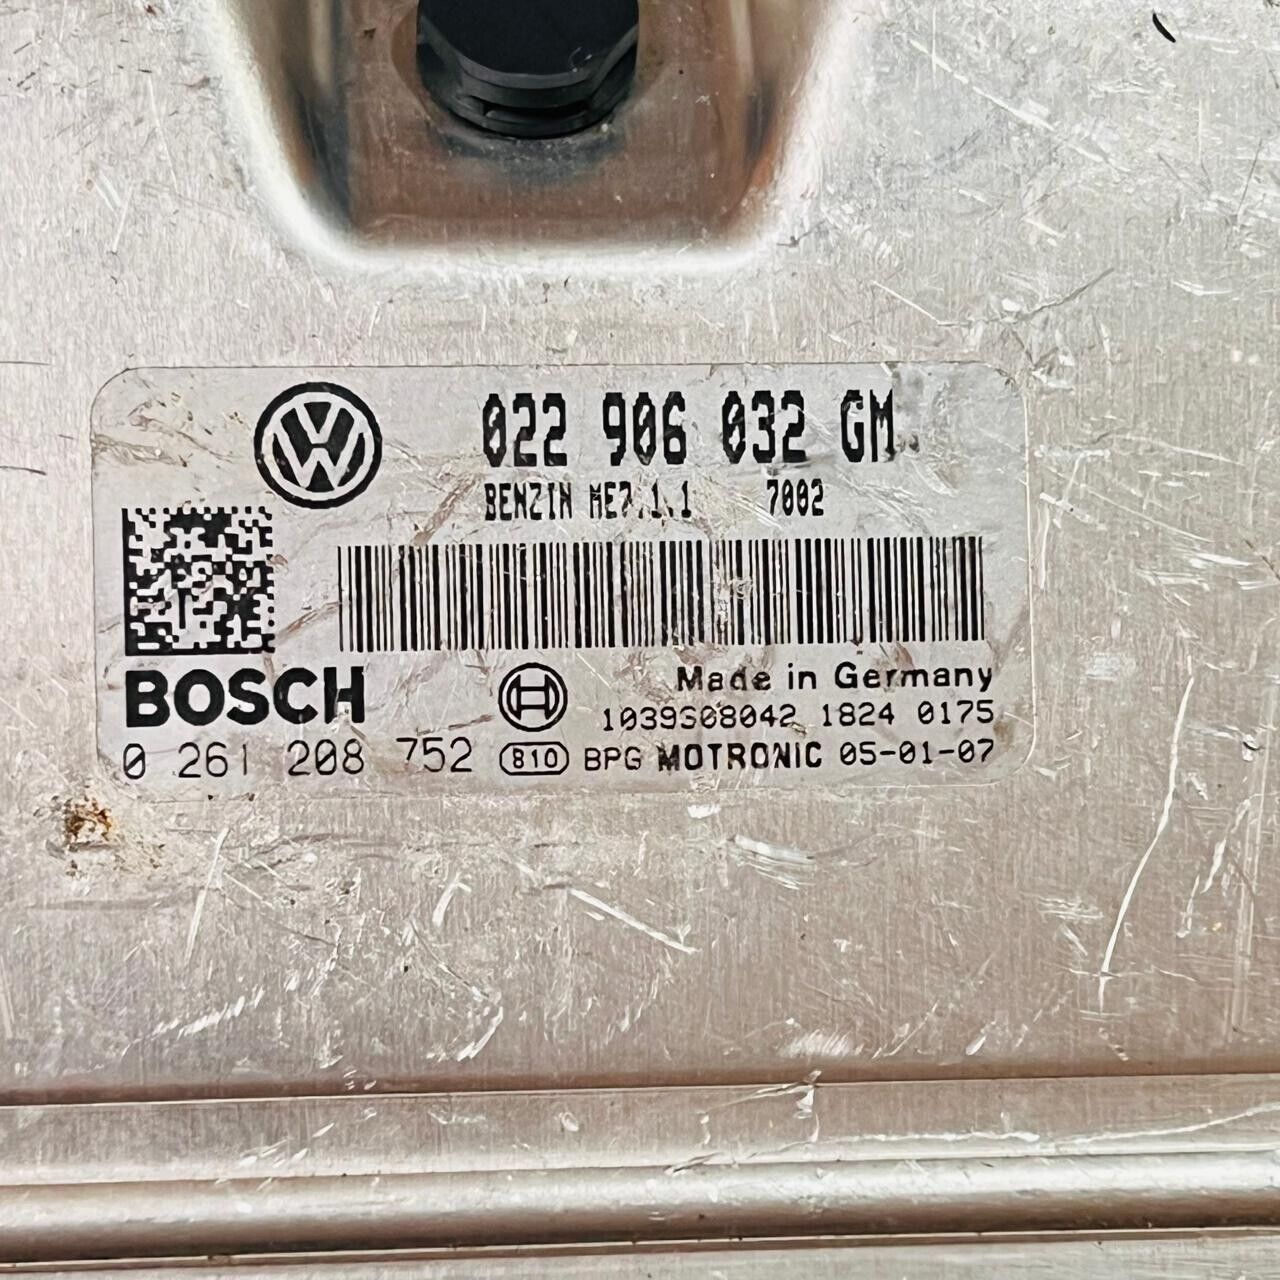 022 906 032 GM
BENZIN ME7.1.1 7002
BOSCH
Made in Germany
1039S08042 1824 0175
0 261 208 752 810 BPG MOTRONIC 05-01-07